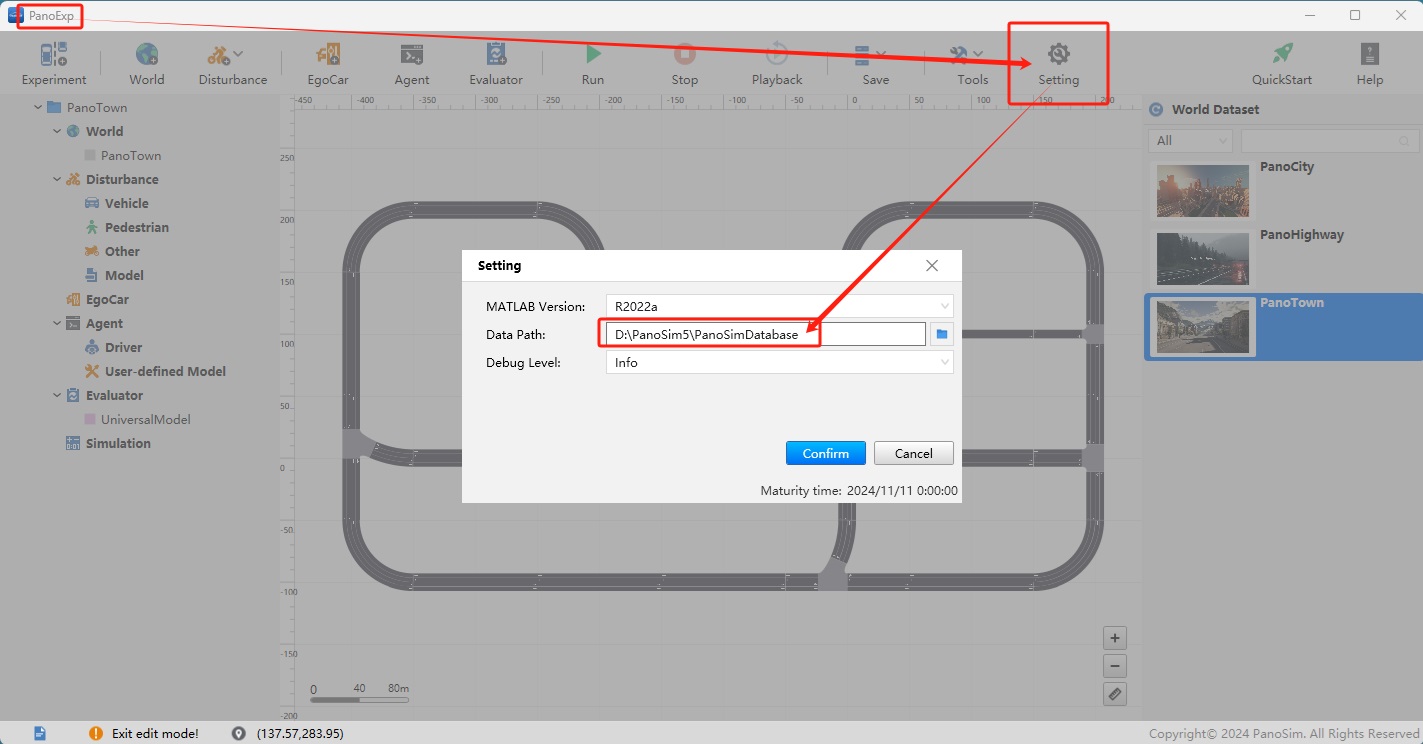 PanoExp
Experiment World Disturbance EgoCar Agent Evaluator Run Stop Playback Save Tools Setting QuickStart Help
-450 -400 -350 -300 -250 -200 -150 -100 -50 0 50 100 150 200
PanoTown
World
PanoTown
Disturbance
Vehicle
Pedestrian
Other
Model
EgoCar
Agent
Driver
User-defined Model
Evaluator
UniversalModel
Simulation
250
200
150
100
50
0
-50
-100
-150
-200
Setting
MATLAB Version: R2022a
Data Path: D:\PanoSim5\PanoSimDatabase
Debug Level: Info
Confirm Cancel
Maturity time: 2024/11/11 0:00:00
0 40 80m
+
−
World Dataset
All
PanoCity
PanoHighway
PanoTown
Exit edit mode! (137.57,283.95)
Copyright© 2024 PanoSim. All Rights Reserved